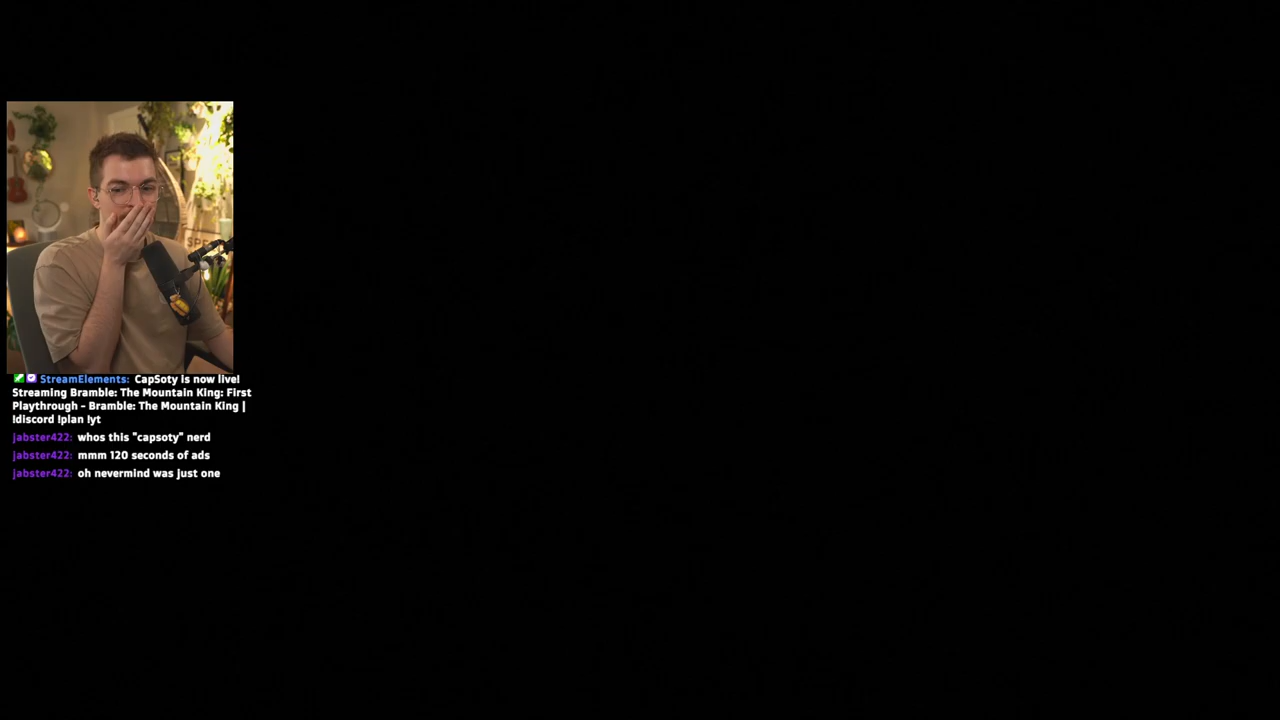 SPE
StreamElements: CapSoty is now live!
Streaming Bramble: The Mountain King: First
Playthrough - Bramble: The Mountain King |
!discord !plan !yt
jabster422: whos this "capsoty" nerd
jabster422: mmm 120 seconds of ads
jabster422: oh nevermind was just one